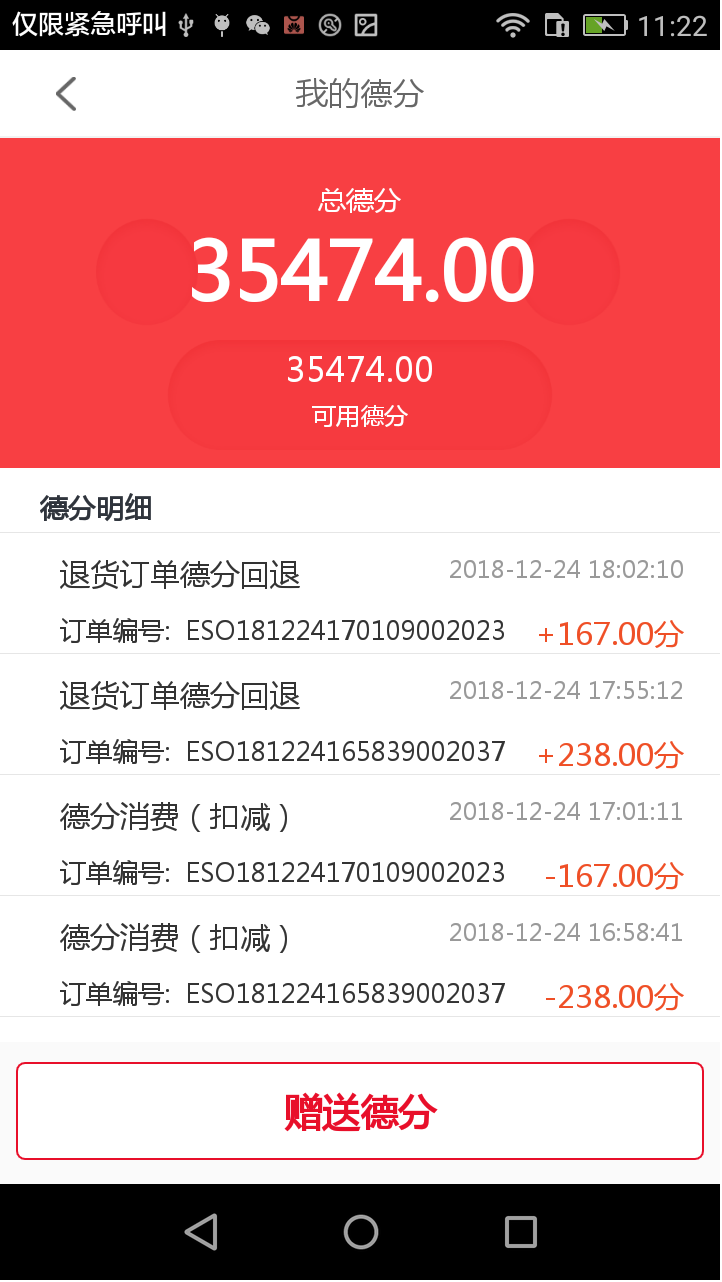 仅限紧急呼叫 11:22
我的德分
总德分
35474.00
35474.00
可用德分
德分明细
退货订单德分回退 2018-12-24 18:02:10
订单编号: ESO181224170109002023 +167.00分
退货订单德分回退 2018-12-24 17:55:12
订单编号: ESO181224165839002037 +238.00分
德分消费（扣减） 2018-12-24 17:01:11
订单编号: ESO181224170109002023 -167.00分
德分消费（扣减） 2018-12-24 16:58:41
订单编号: ESO181224165839002037 -238.00分
赠送德分